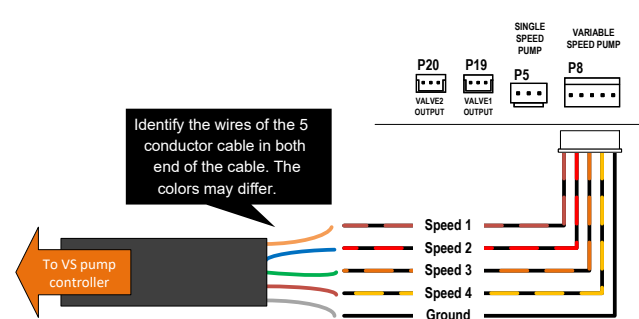 SINGLE
SPEED
PUMP
VARIABLE
SPEED PUMP
P20
P19
P5
P8
VALVE2
OUTPUT
VALVE1
OUTPUT
Identify the wires of the 5
conductor cable in both
end of the cable. The
colors may differ.
Speed 1
Speed 2
Speed 3
Speed 4
Ground
To VS pump
controller